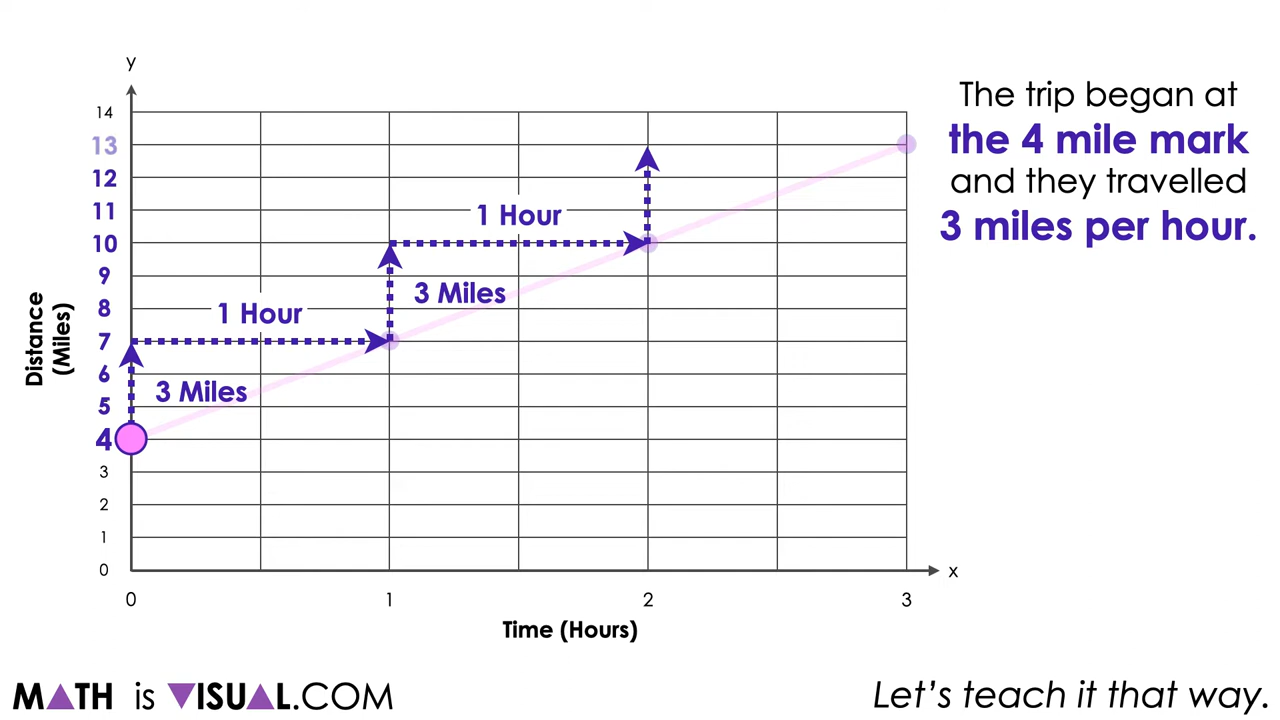 y
14
13
12
11
10
9
8
7
6
5
4
3
2
1
0
Distance
(Miles)
1 Hour
3 Miles
1 Hour
3 Miles
x
0 1 2 3
Time (Hours)
The trip began at
the 4 mile mark
and they travelled
3 miles per hour.
MATH is VISUAL.COM
Let's teach it that way.